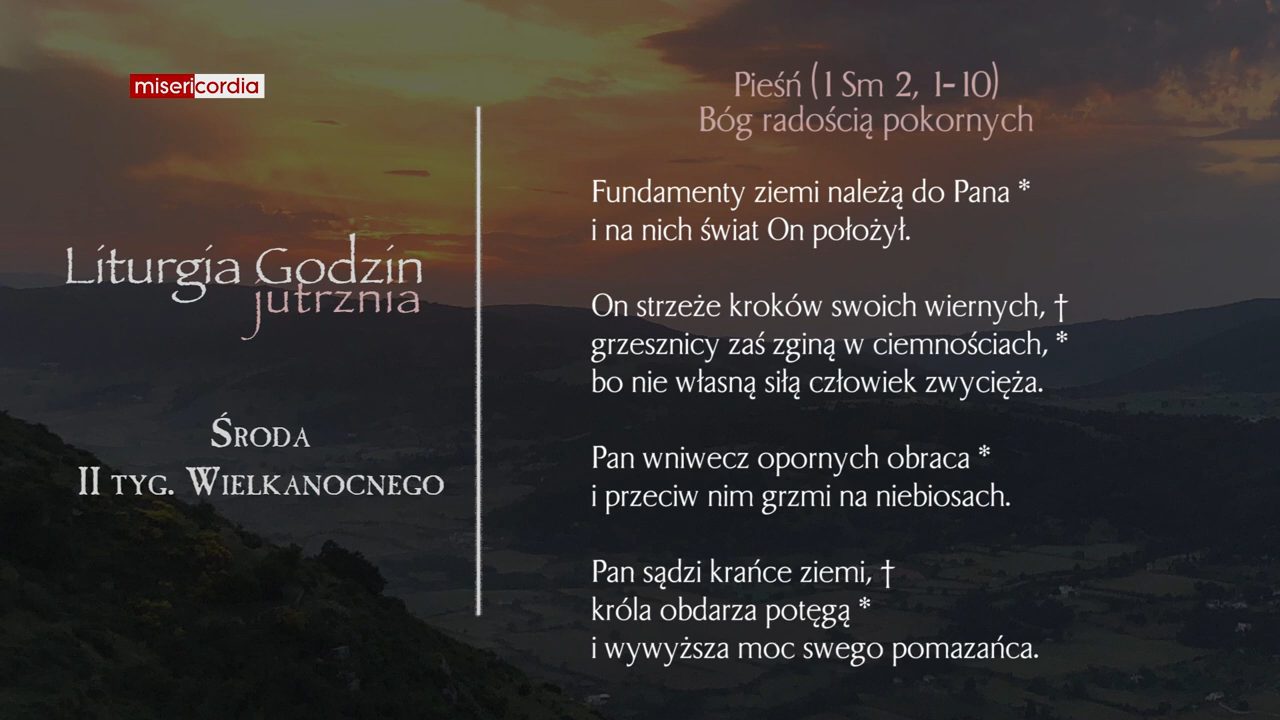 misericordia
Liturgia Godzin
jutrznia
Środa
II tyg. Wielkanocnego
Pieśń (1 Sm 2, 1-10)
Bóg radością pokornych
Fundamenty ziemi należą do Pana *
i na nich świat On położył.
On strzeże kroków swoich wiernych, †
grzesznicy zaś zginą w ciemnościach, *
bo nie własną siłą człowiek zwycięża.
Pan wniwecz opornych obraca *
i przeciw nim grzmi na niebiosach.
Pan sądzi krańce ziemi, †
króla obdarza potęgą *
i wywyższa moc swego pomazańca.